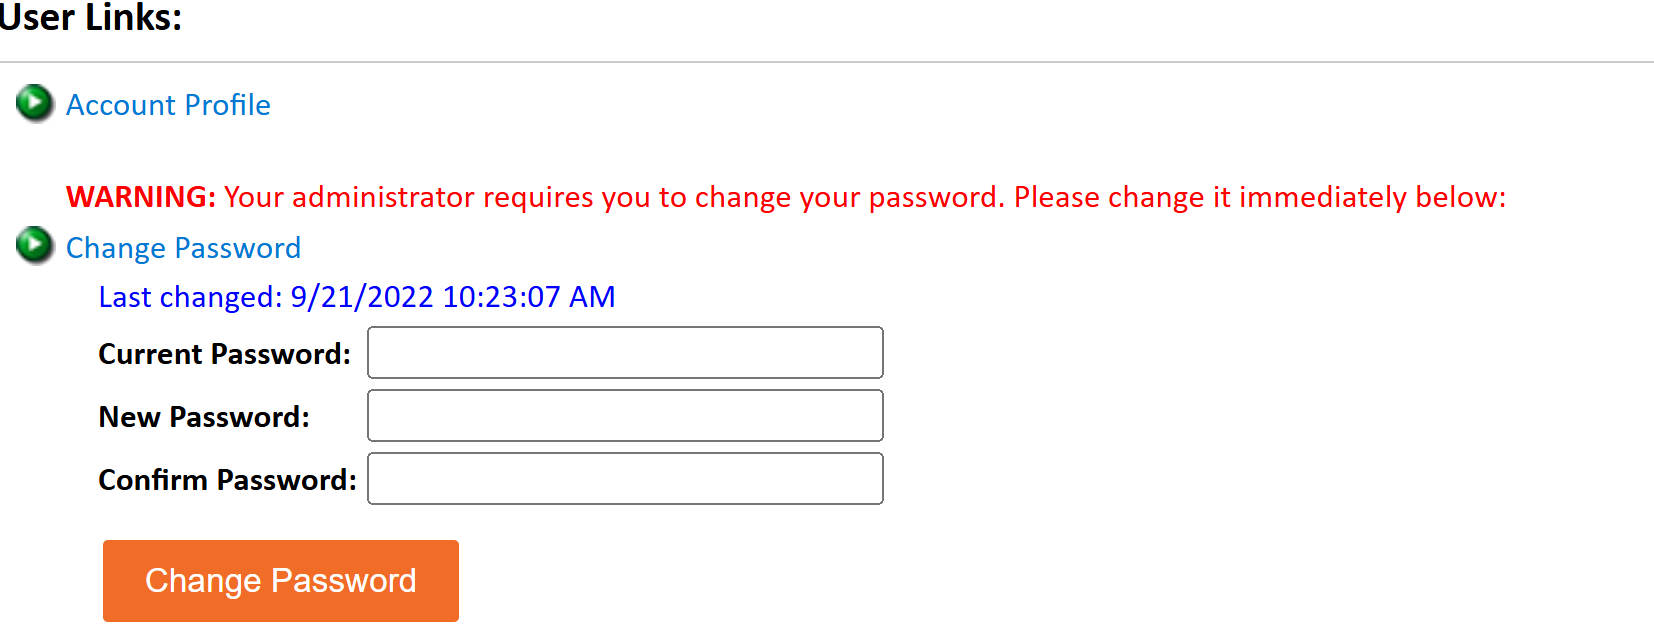 User Links:
Account Profile
WARNING: Your administrator requires you to change your password. Please change it immediately below:
Change Password
Last changed: 9/21/2022 10:23:07 AM
Current Password:
New Password:
Confirm Password:
Change Password